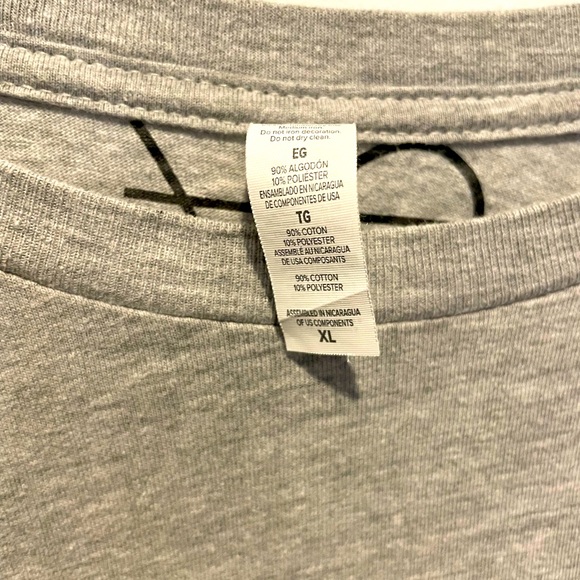 Do not iron decoration.
Do not dry clean.
EG
90% ALGODÓN
10% POLIESTER
ENSAMBLADO EN NICARAGUA
DE COMPONENTES DE USA
TG
90% COTON
10% POLYESTER
ASSEMBLÉ AU NICARAGUA
DE USA COMPOSANTS
90% COTTON
10% POLYESTER
ASSEMBLED IN NICARAGUA
OF US COMPONENTS
XL